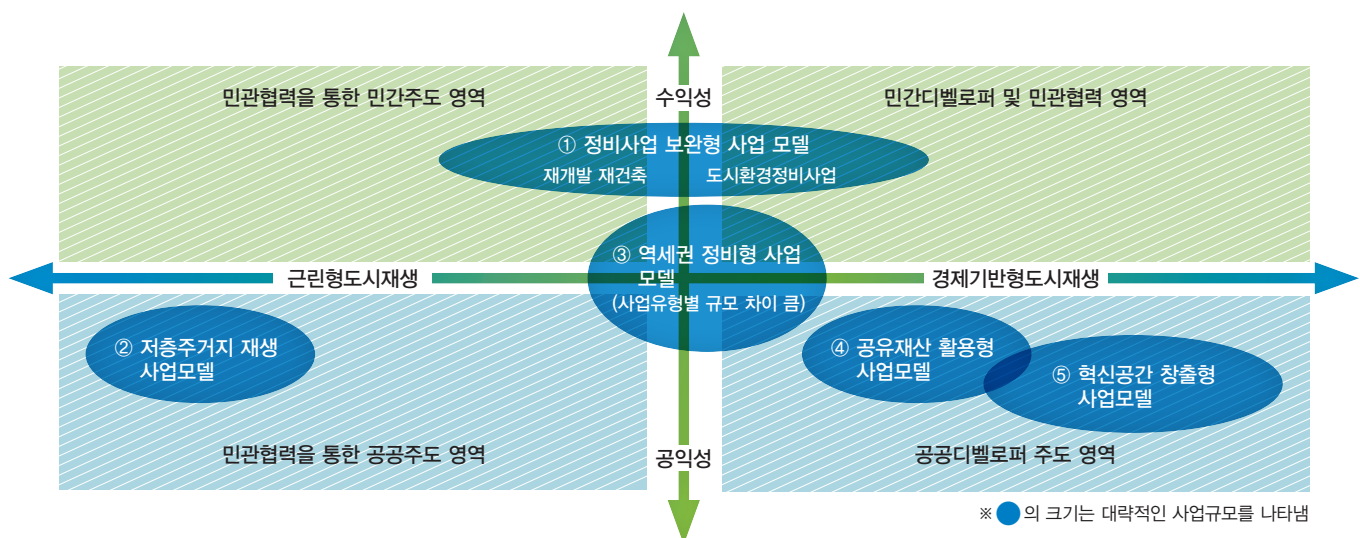 민관협력을 통한 민간주도 영역
수익성
민간디벨로퍼 및 민관협력 영역
① 정비사업 보완형 사업 모델
재개발 재건축
도시환경정비사업
③ 역세권 정비형 사업
모델
(사업유형별 규모 차이 큼)
근린형도시재생
경제기반형도시재생
② 저층주거지 재생
사업모델
④ 공유재산 활용형
사업모델
⑤ 혁신공간 창출형
사업모델
민관협력을 통한 공공주도 영역
공익성
공공디벨로퍼 주도 영역
※ 의 크기는 대략적인 사업규모를 나타냄